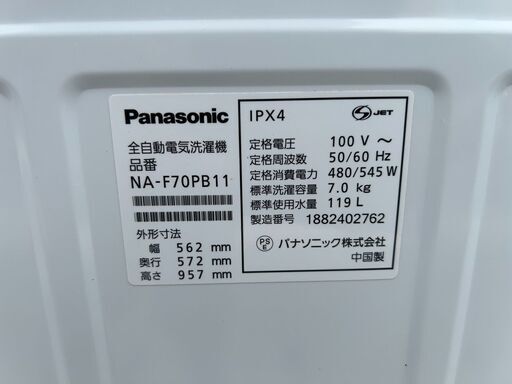 Panasonic
全自動電気洗濯機
品番
NA-F70PB11
外形寸法
幅 562 mm
奥行 572 mm
高さ 957 mm
IPX4
S JET
定格電圧 100 V ～
定格周波数 50/60 Hz
定格消費電力 480/545 W
標準洗濯容量 7.0 kg
標準使用水量 119 L
製造番号 1882402762
PS E パナソニック株式会社
中国製